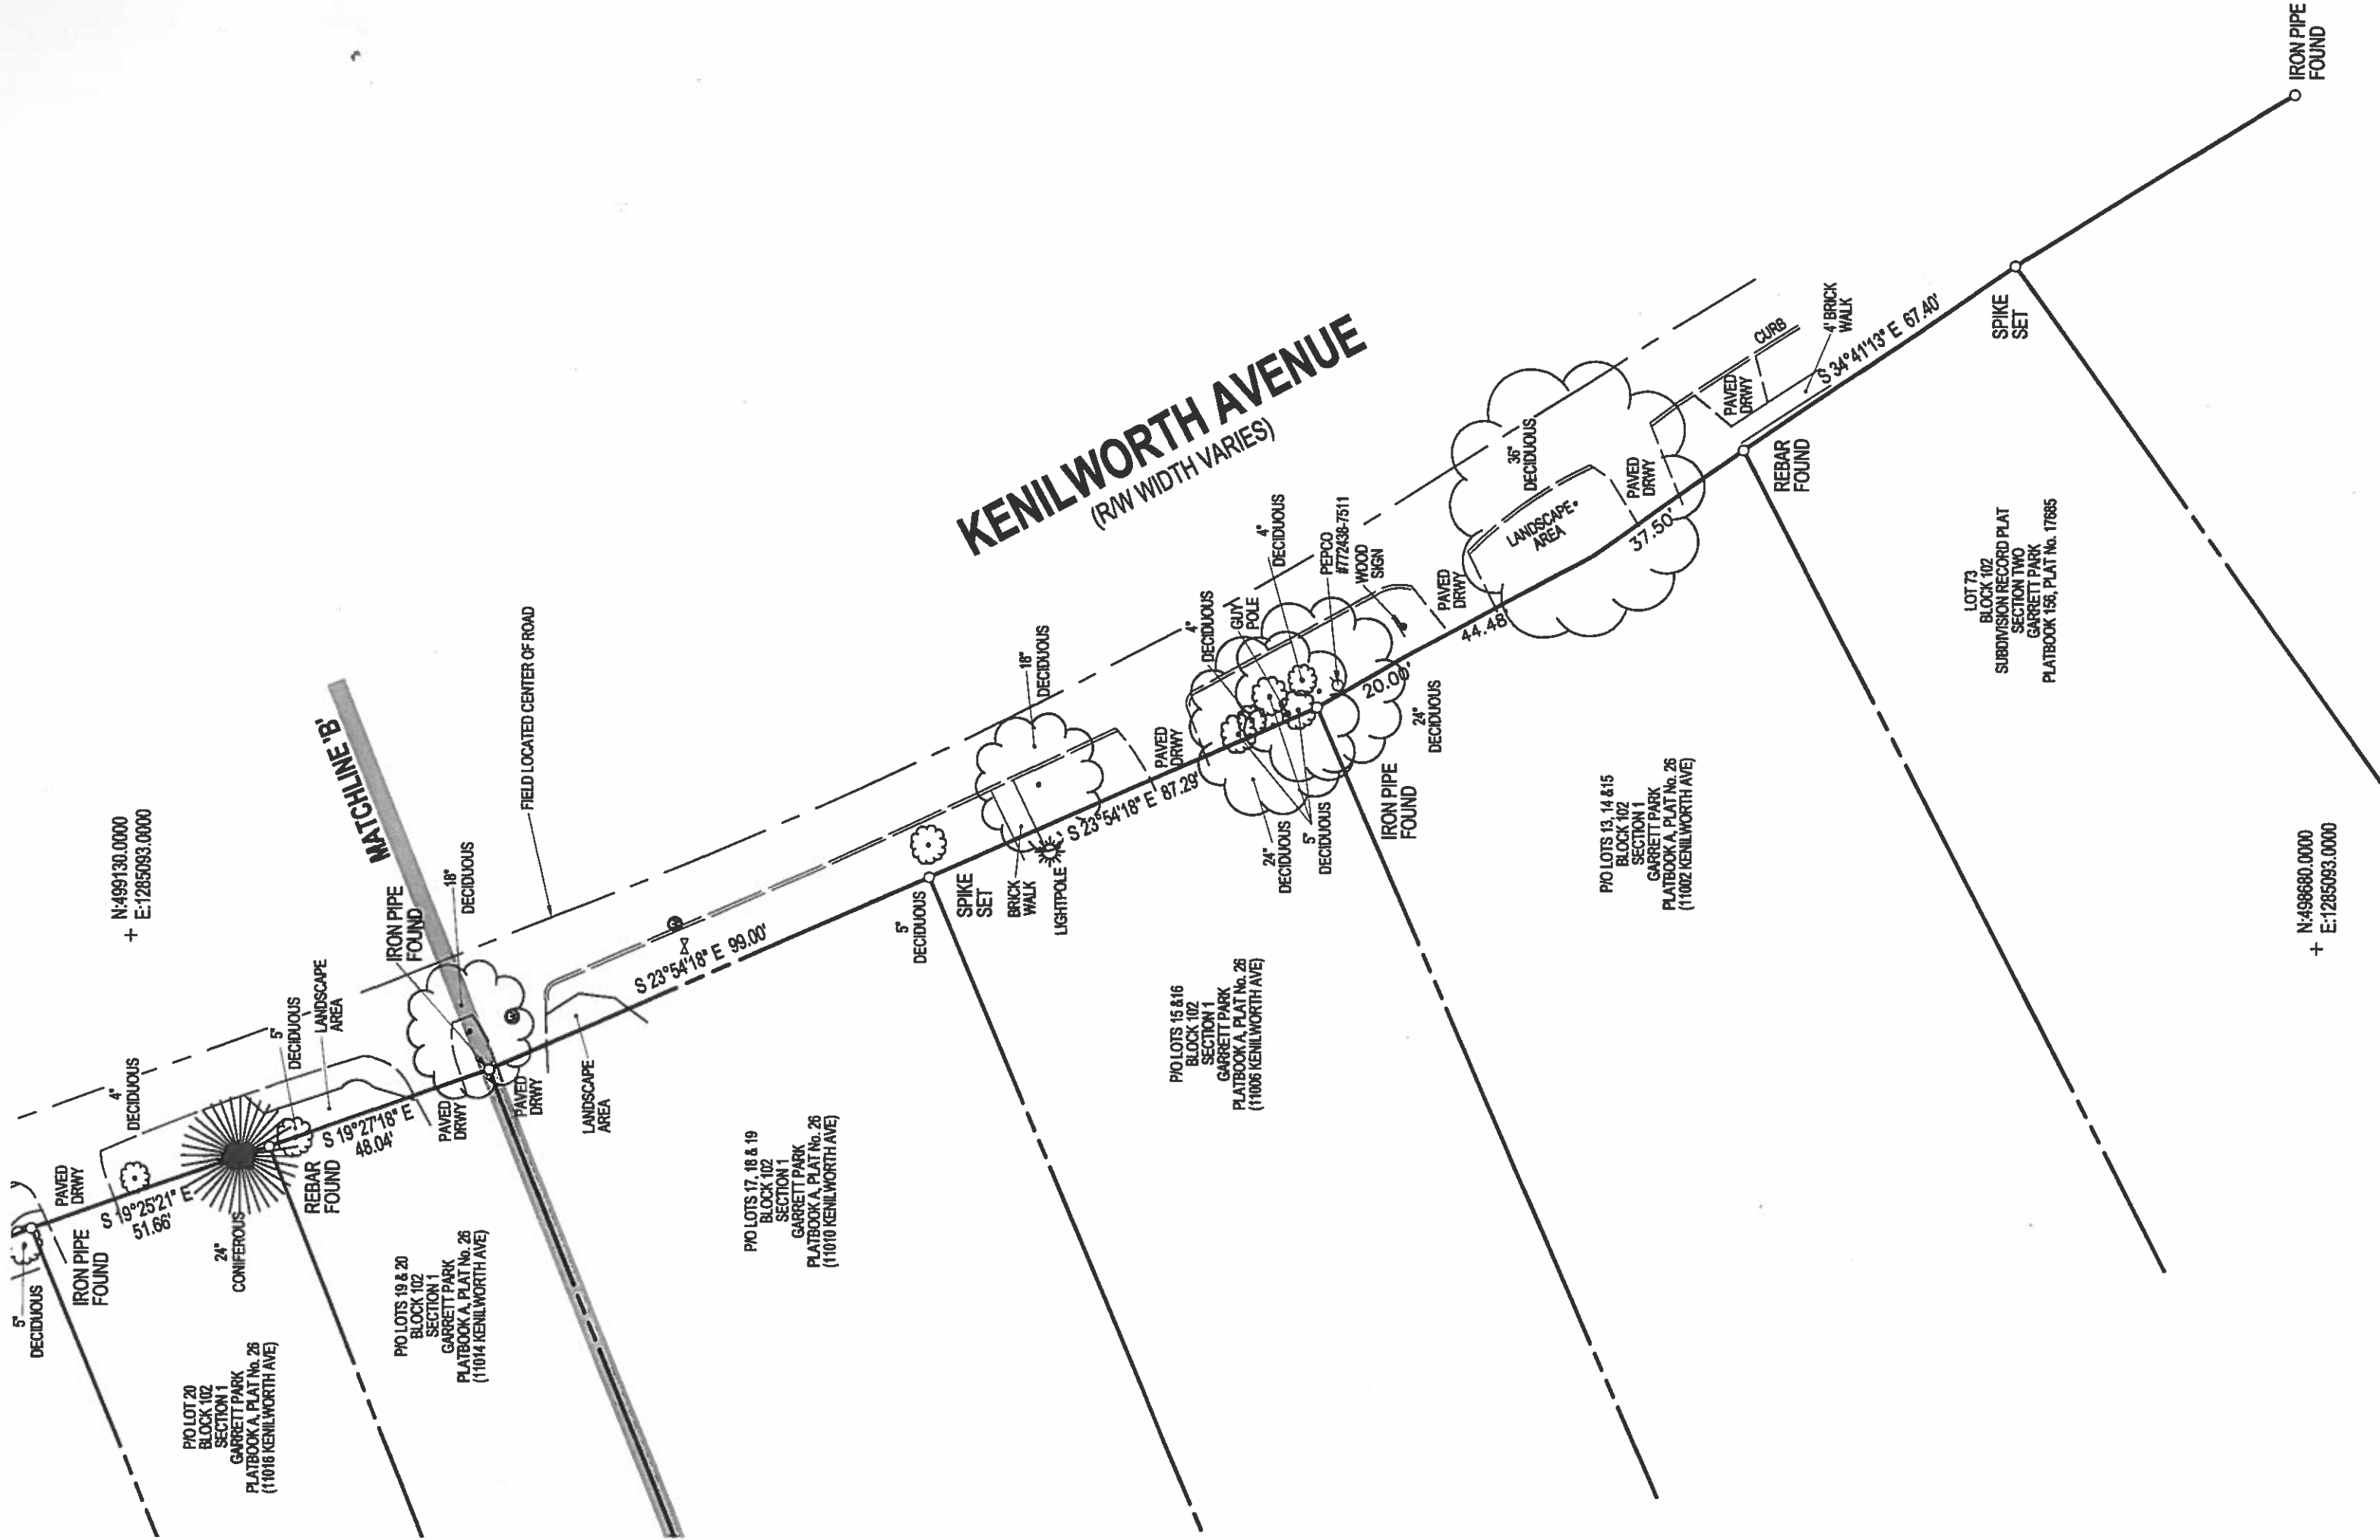 5"
DECIDUOUS
IRON PIPE
FOUND
PAVED
DRWY
4"
DECIDUOUS
S 19°25'21" E
51.66'
24"
CONIFEROUS
P/O LOT 20
BLOCK 102
SECTION 1
GARRETT PARK
PLATBOOK A, PLAT No. 26
(11016 KENILWORTH AVE)
+ N:499130.0000
E:1285093.0000
5"
DECIDUOUS
LANDSCAPE
AREA
REBAR
FOUND
S 19°27'18" E
48.04'
PAVED
DRWY
P/O LOTS 19 & 20
BLOCK 102
SECTION 1
GARRETT PARK
PLATBOOK A, PLAT No. 26
(11014 KENILWORTH AVE)
MATCHLINE 'B'
IRON PIPE
FOUND
18"
DECIDUOUS
PAVED
DRWY
FIELD LOCATED CENTER OF ROAD
LANDSCAPE
AREA
S 23°54'18" E 99.00'
P/O LOTS 17, 18 & 19
BLOCK 102
SECTION 1
GARRETT PARK
PLATBOOK A, PLAT No. 26
(11010 KENILWORTH AVE)
5"
DECIDUOUS
SPIKE
SET
BRICK
WALK
LIGHTPOLE
18"
DECIDUOUS
S 23°54'18" E 87.29'
PAVED
DRWY
KENILWORTH AVENUE
(R/W WIDTH VARIES)
P/O LOTS 15 &16
BLOCK 102
SECTION 1
GARRETT PARK
PLATBOOK A, PLAT No. 26
(11006 KENILWORTH AVE)
4"
DECIDUOUS
GUY
POLE
4"
DECIDUOUS
PEPCO
#772438-7511
WOOD
SIGN
24"
DECIDUOUS
5"
DECIDUOUS
IRON PIPE
FOUND
20.00'
24"
DECIDUOUS
PAVED
DRWY
44.48'
36"
DECIDUOUS
LANDSCAPE
AREA
PAVED
DRWY
37.50'
P/O LOTS 13, 14 &15
BLOCK 102
SECTION 1
GARRETT PARK
PLATBOOK A, PLAT No. 26
(11002 KENILWORTH AVE)
PAVED
DRWY
CURB
4' BRICK
WALK
S 34°41'13" E 67.40'
REBAR
FOUND
SPIKE
SET
LOT 73
BLOCK 102
SUBDIVISION RECORD PLAT
SECTION TWO
GARRETT PARK
PLATBOOK 156, PLAT No. 17685
IRON PIPE
FOUND
+ N:498680.0000
E:1285093.0000